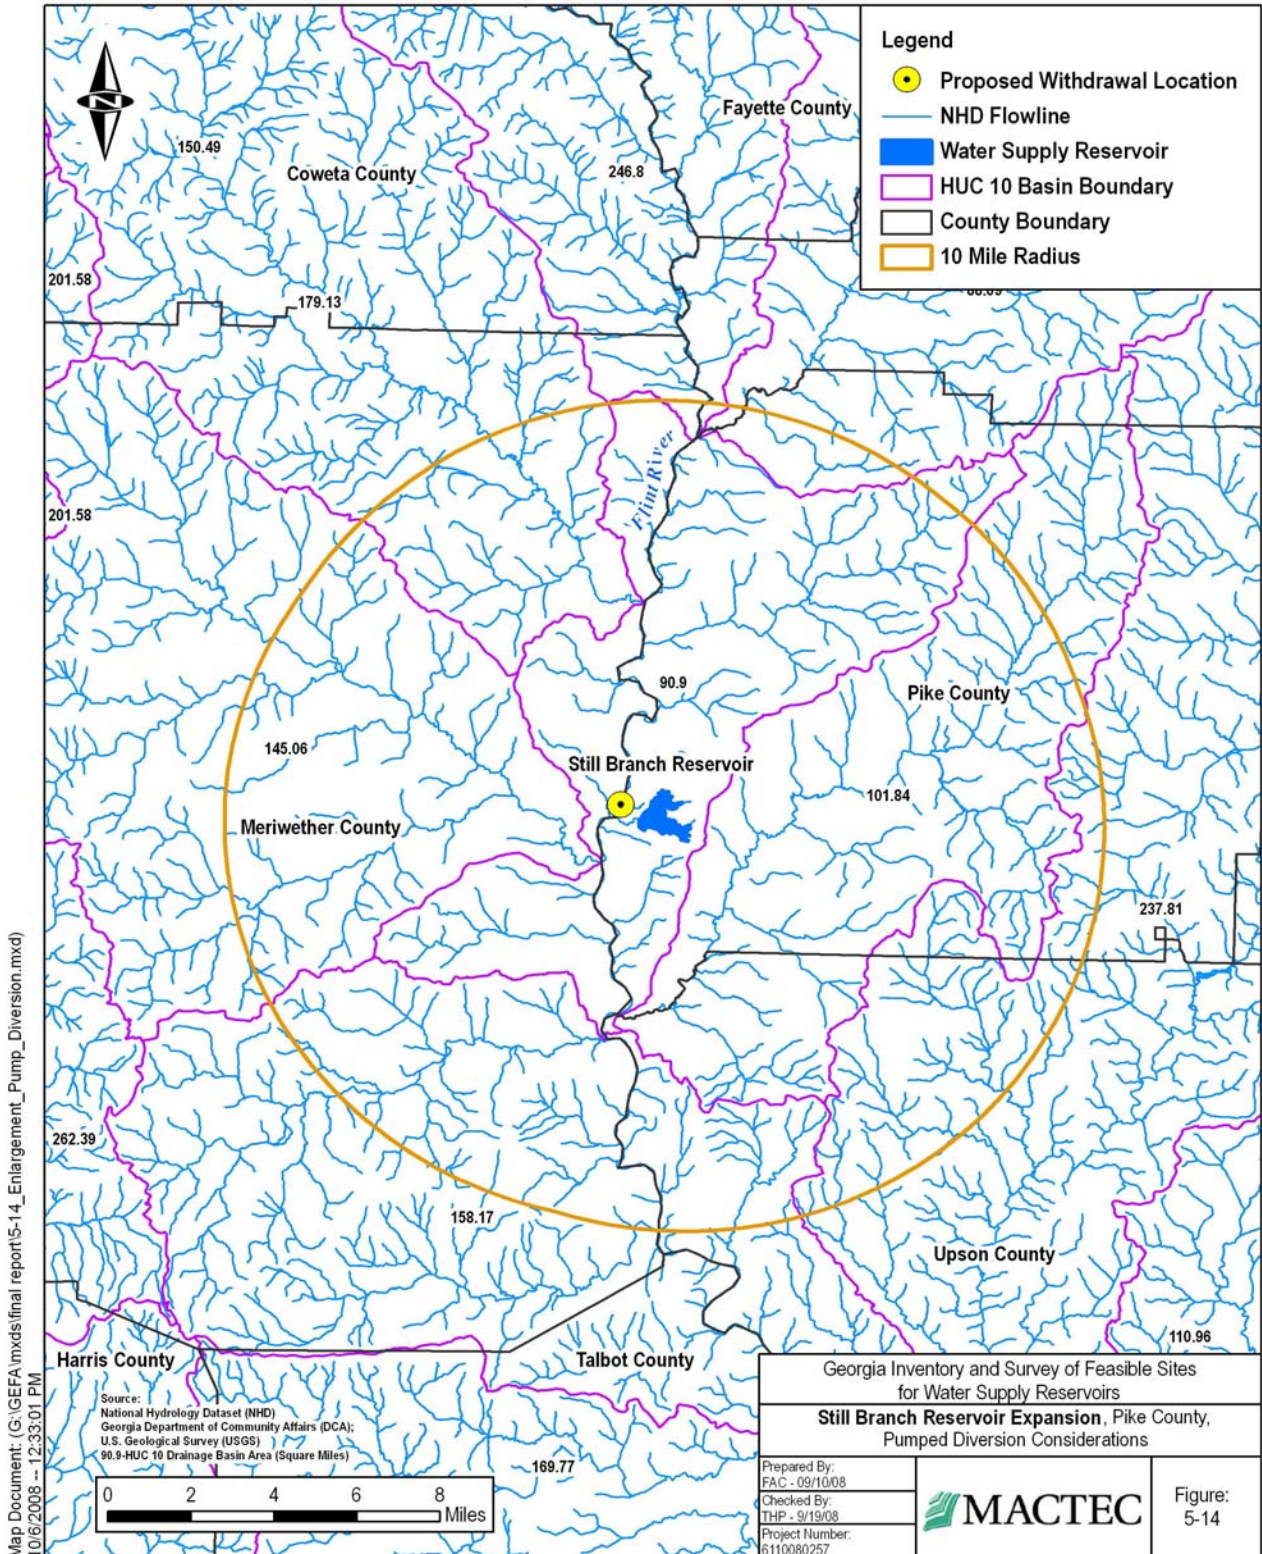 Legend
Proposed Withdrawal Location
NHD Flowline
Water Supply Reservoir
HUC 10 Basin Boundary
County Boundary
10 Mile Radius
N
Fayette County
150.49
Coweta County
246.8
201.58
179.13
Flint River
201.58
90.9
Pike County
145.06
Still Branch Reservoir
101.84
Meriwether County
237.81
262.39
158.17
Upson County
110.96
Harris County
Talbot County
Source:
National Hydrology Dataset (NHD)
Georgia Department of Community Affairs (DCA);
U.S. Geological Survey (USGS)
90.9-HUC 10 Drainage Basin Area (Square Miles)
169.77
0 2 4 6 8
Miles
Georgia Inventory and Survey of Feasible Sites
for Water Supply Reservoirs
Still Branch Reservoir Expansion, Pike County,
Pumped Diversion Considerations
Prepared By:
FAC - 09/10/08
Checked By:
THP - 9/19/08
Project Number:
6110080257
MACTEC
Figure:
5-14
Map Document: (G:\GEFA\mxds\final report\5-14_Enlargement_Pump_Diversion.mxd)
10/6/2008 -- 12:33:01 PM